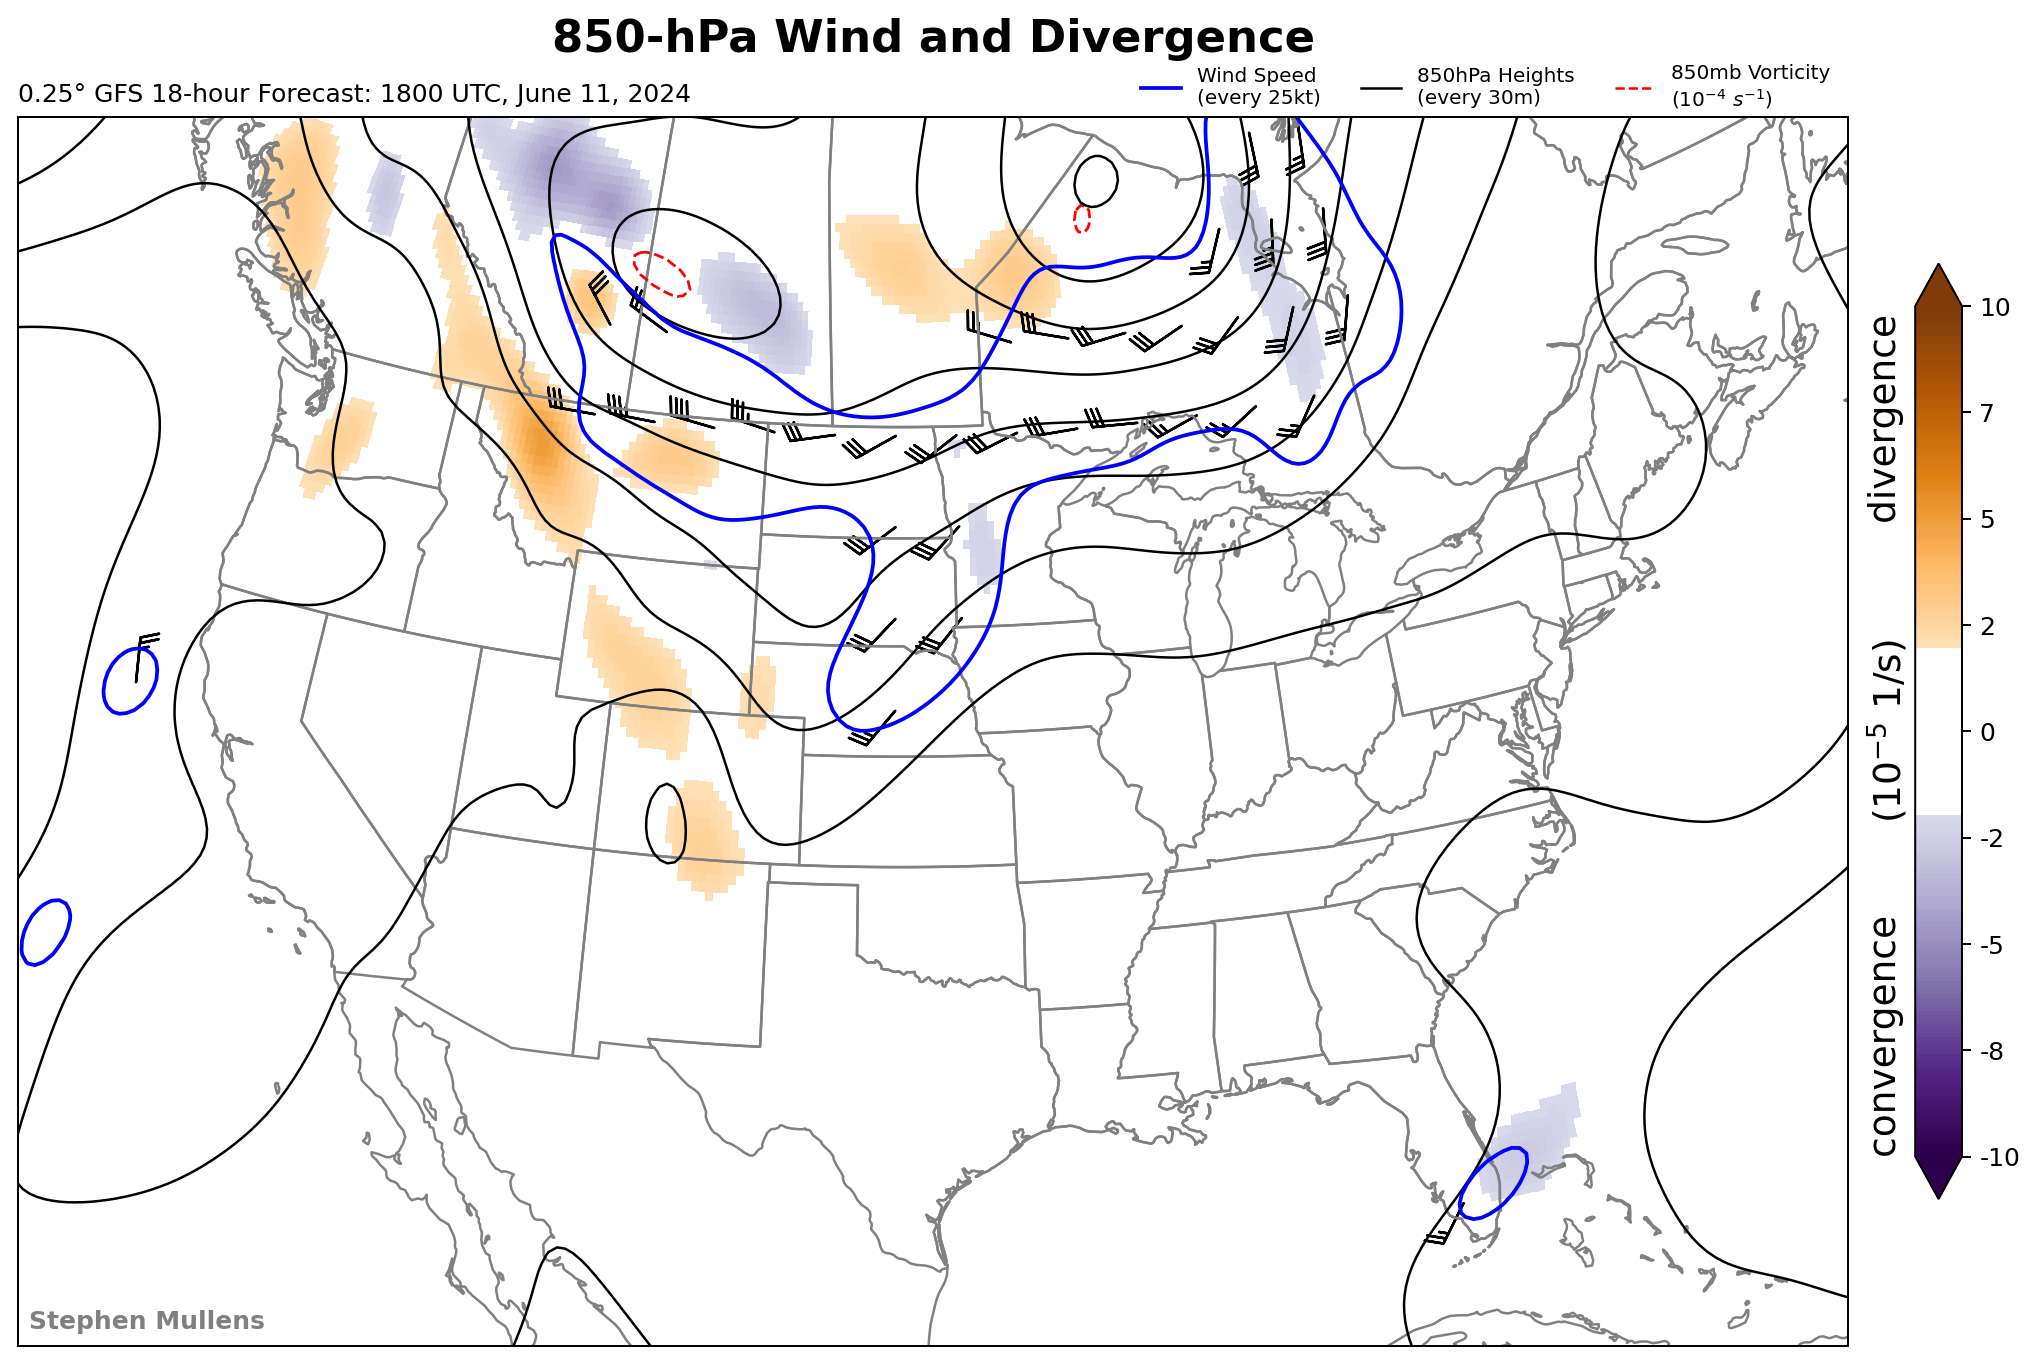 850-hPa Wind and Divergence
0.25° GFS 18-hour Forecast: 1800 UTC, June 11, 2024
Wind Speed
(every 25kt)
850hPa Heights
(every 30m)
850mb Vorticity
(10⁻⁴ s⁻¹)
10
7
5
2
0
-2
-5
-8
-10
convergence (10⁻⁵ 1/s) divergence
Stephen Mullens